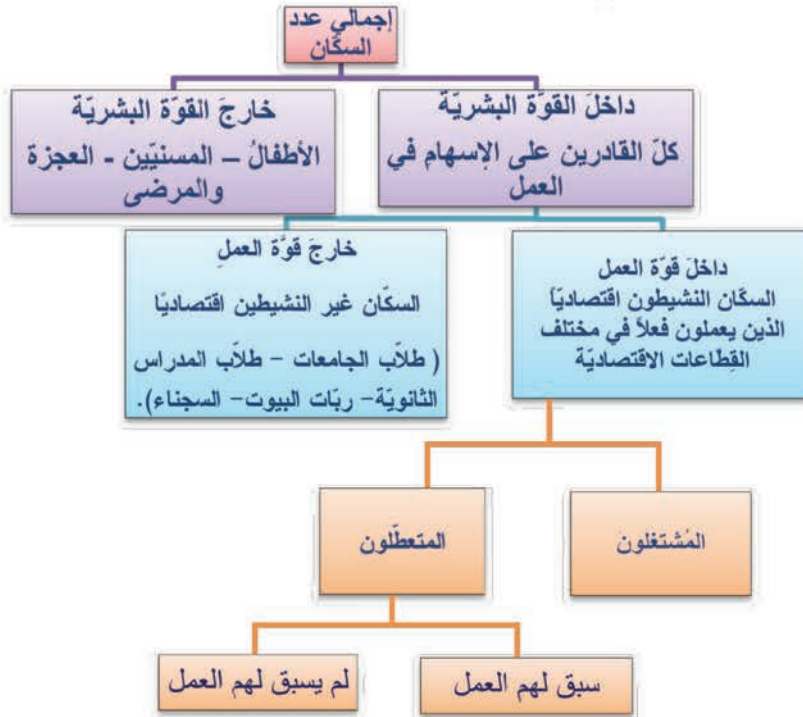 إجمالي عدد
السكّان
داخلَ القوّة البشريّة
كلّ القادرين على الإسهام في
العمل
خارجَ القوّة البشريّة
الأطفالُ – المسنيّين - العجزة
والمرضى
داخلَ قوّة العمل
السكّان النشيطون اقتصاديّاً
الذين يعملون فعلاً في مختلف
القِطاعات الاقتصاديّة
خارجَ قوَّة العملِ
السكّان غير النشيطين اقتصاديًا
( طلاّب الجامعات – طلاّب المدراس
الثانويّة– ربّات البيوت– السجناء).
المُشتغلون
المتعطّلون
سبق لهم العمل
لم يسبق لهم العمل